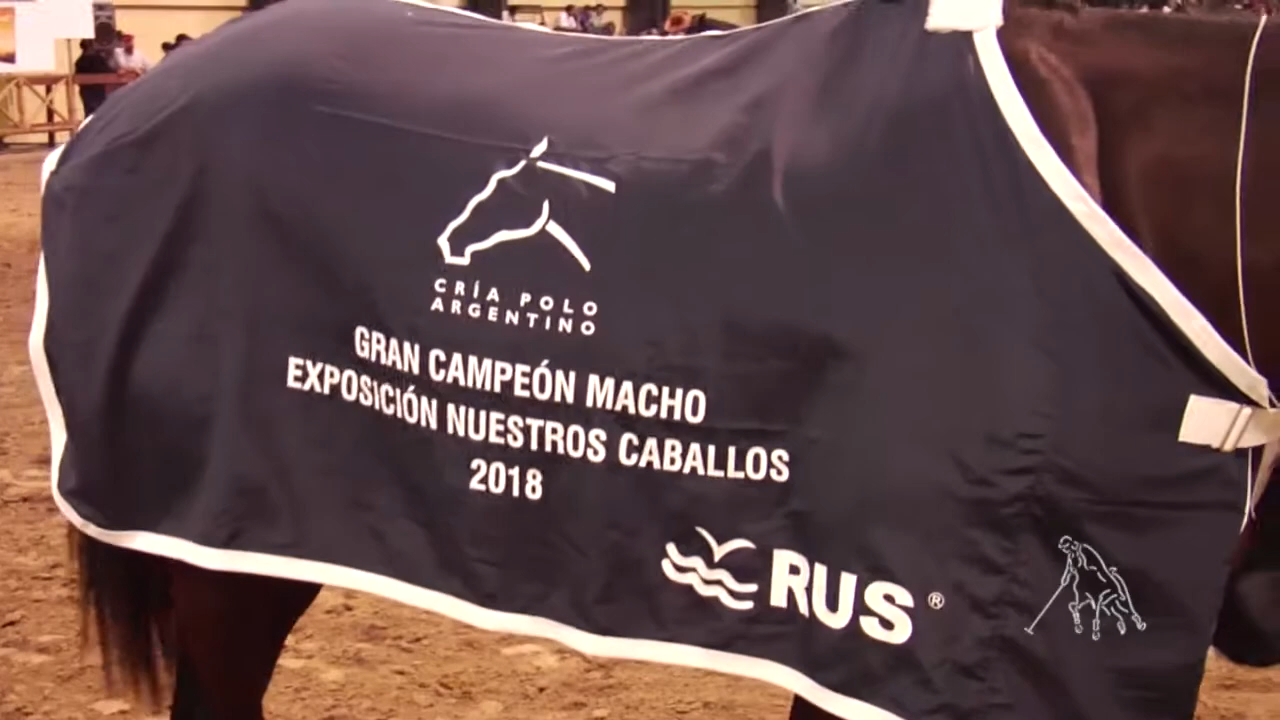 CRÍA POLO
ARGENTINO
GRAN CAMPEÓN MACHO
EXPOSICIÓN NUESTROS CABALLOS
2018
RUS®